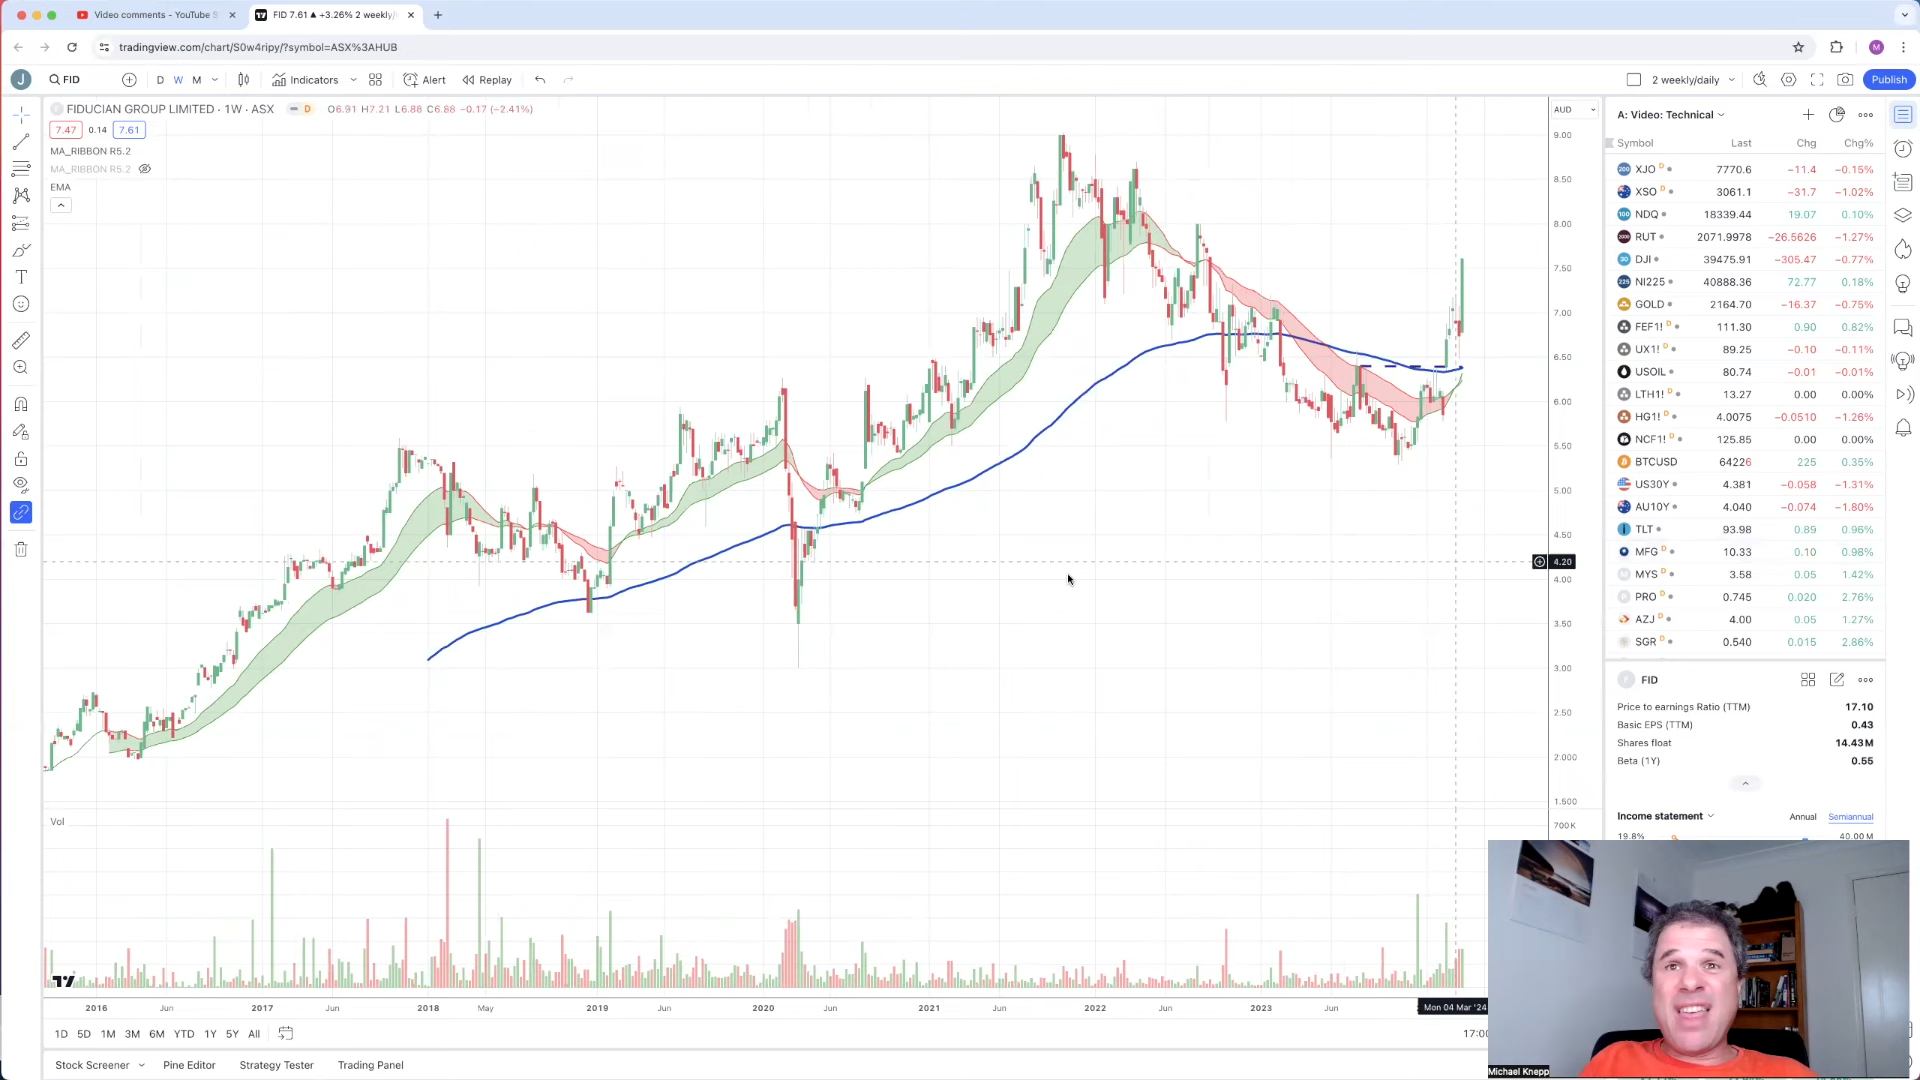 Video comments - YouTube S
FID 7.61 ▲ +3.26% 2 weekly/
tradingview.com/chart/S0w4ripy/?symbol=ASX%3AHUB
M
J
FID
D W M
Indicators
Alert
Replay
2 weekly/daily
Publish
FIDUCIAN GROUP LIMITED · 1W · ASX
D
O6.91 H7.21 L6.88 C6.88 −0.17 (−2.41%)
7.47 0.14 7.61
MA_RIBBON R5.2
MA_RIBBON R5.2
EMA
AUD
9.00
8.50
8.00
7.50
7.00
6.50
6.00
5.50
5.00
4.50
4.20
4.00
3.50
3.00
2.50
2.000
1.500
700 K
Vol
2016 Jun 2017 Jun 2018 May 2019 Jun 2020 Jun 2021 Jun 2022 Jun 2023 Jun Mon 04 Mar '24
1D 5D 1M 3M 6M YTD 1Y 5Y All
17:00
Stock Screener Pine Editor Strategy Tester Trading Panel
A: Video: Technical
Symbol Last Chg Chg%
XJO D 7770.6 −11.4 −0.15%
XSO D 3061.1 −31.7 −1.02%
NDQ 18339.44 19.07 0.10%
RUT 2071.9978 −26.5626 −1.27%
DJI 39475.91 −305.47 −0.77%
NI225 40888.36 72.77 0.18%
GOLD 2164.70 −16.37 −0.75%
FEF1! D 111.30 0.90 0.82%
UX1! D 89.25 −0.10 −0.11%
USOIL 80.74 −0.01 −0.01%
LTH1! D 13.27 0.00 0.00%
HG1! D 4.0075 −0.0510 −1.26%
NCF1! D 125.85 0.00 0.00%
BTCUSD 64226 225 0.35%
US30Y 4.381 −0.058 −1.31%
AU10Y 4.040 −0.074 −1.80%
TLT 93.98 0.89 0.96%
MFG D 10.33 0.10 0.98%
MYS D 3.58 0.05 1.42%
PRO D 0.745 0.020 2.76%
AZJ D 4.00 0.05 1.27%
SGR D 0.540 0.015 2.86%
FID
Price to earnings Ratio (TTM) 17.10
Basic EPS (TTM) 0.43
Shares float 14.43M
Beta (1Y) 0.55
Income statement Annual Semiannual
19.8% 40.00 M
Michael Knepp